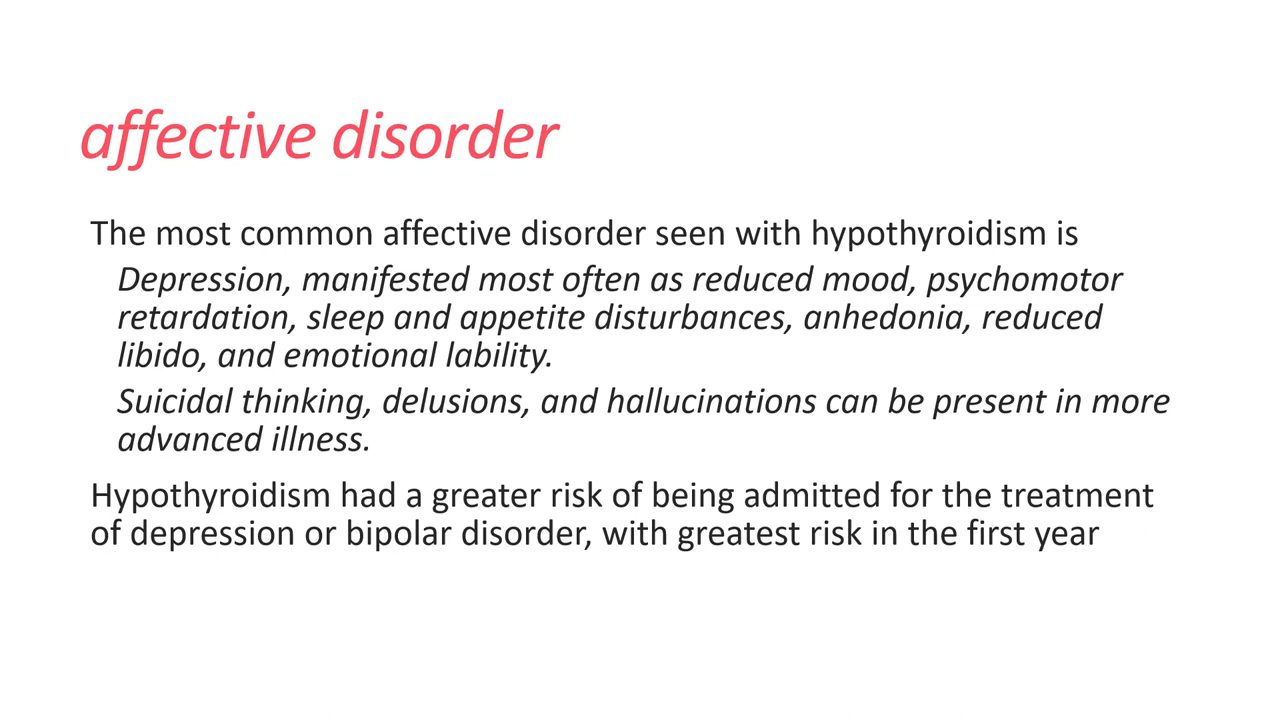 affective disorder
The most common affective disorder seen with hypothyroidism is
Depression, manifested most often as reduced mood, psychomotor
retardation, sleep and appetite disturbances, anhedonia, reduced
libido, and emotional lability.
Suicidal thinking, delusions, and hallucinations can be present in more
advanced illness.
Hypothyroidism had a greater risk of being admitted for the treatment
of depression or bipolar disorder, with greatest risk in the first year